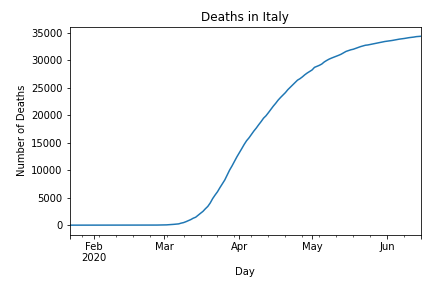 Deaths in Italy
Number of Deaths
35000
30000
25000
20000
15000
10000
5000
0
Feb
2020
Mar
Apr
May
Jun
Day